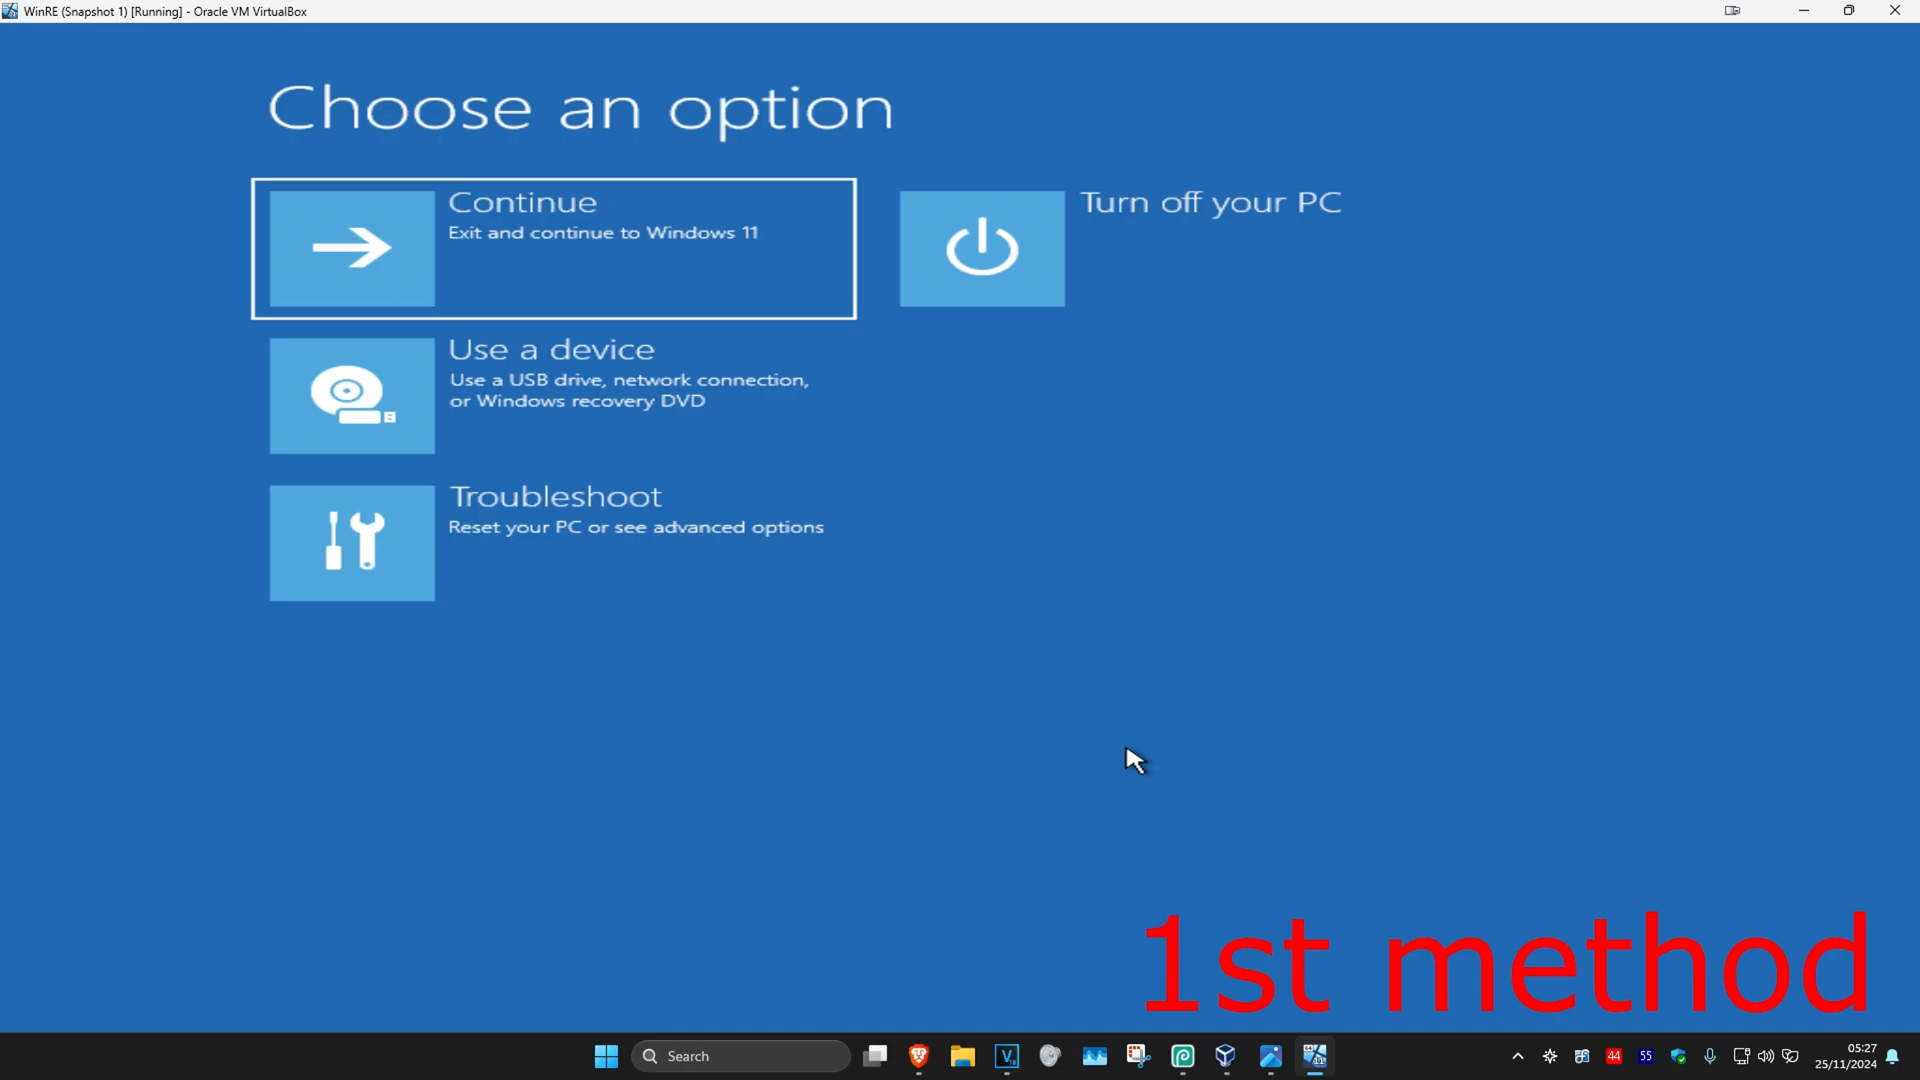 WinRE (Snapshot 1) [Running] - Oracle VM VirtualBox
Choose an option
Continue
Exit and continue to Windows 11
Turn off your PC
Use a device
Use a USB drive, network connection,
or Windows recovery DVD
Troubleshoot
Reset your PC or see advanced options
1st method
Search
44
55
05:27
25/11/2024